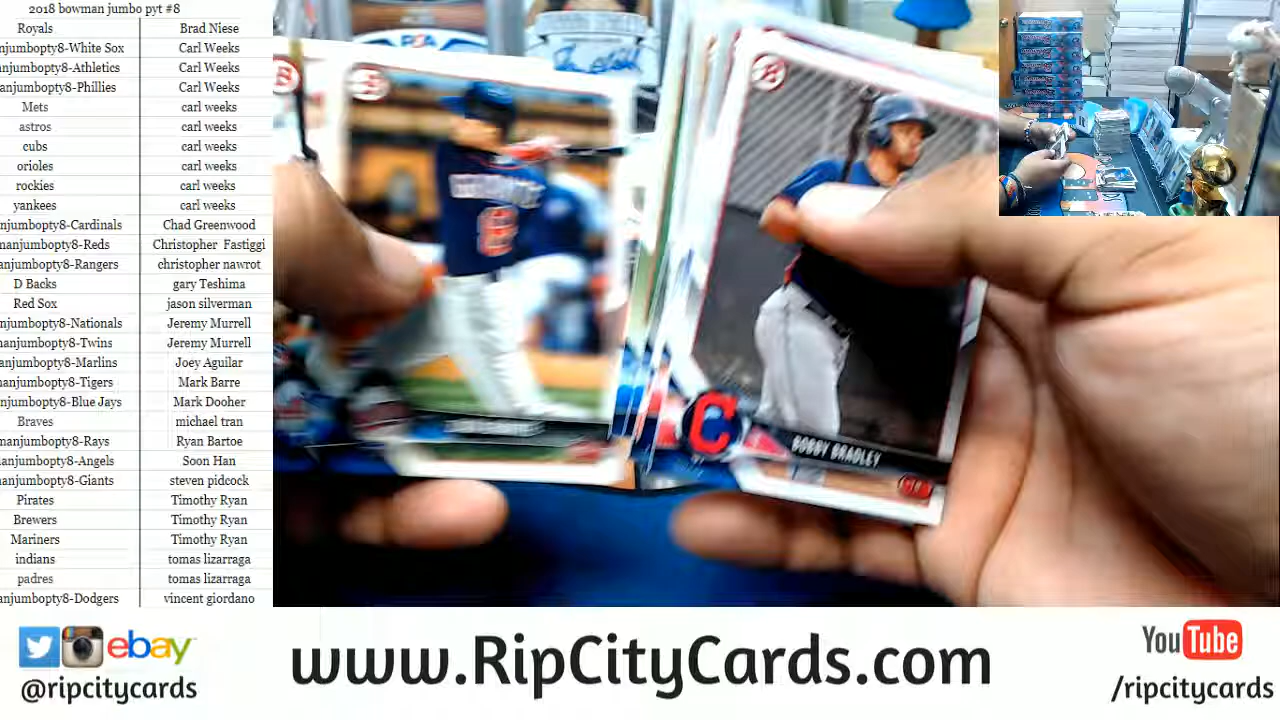 2018 bowman jumbo pyt #8
Royals Brad Niese
njumbopty8-White Sox Carl Weeks
anjumbopty8-Athletics Carl Weeks
anjumbopty8-Phillies Carl Weeks
Mets carl weeks
astros carl weeks
cubs carl weeks
orioles carl weeks
rockies carl weeks
yankees carl weeks
anjumbopty8-Cardinals Chad Greenwood
manjumbopty8-Reds Christopher Fastiggi
anjumbopty8-Rangers christopher nawrot
D Backs gary Teshima
Red Sox jason silverman
njumbopty8-Nationals Jeremy Murrell
manjumbopty8-Twins Jeremy Murrell
anjumbopty8-Marlins Joey Aguilar
manjumbopty8-Tigers Mark Barre
njumbopty8-Blue Jays Mark Dooher
Braves michael tran
manjumbopty8-Rays Ryan Bartoe
manjumbopty8-Angels Soon Han
manjumbopty8-Giants steven pidcock
Pirates Timothy Ryan
Brewers Timothy Ryan
Mariners Timothy Ryan
indians tomas lizarraga
padres tomas lizarraga
anjumbopty8-Dodgers vincent giordano
C
BOBBY BRADLEY
ebay
@ripcitycards
www.RipCityCards.com
YouTube
/ripcitycards